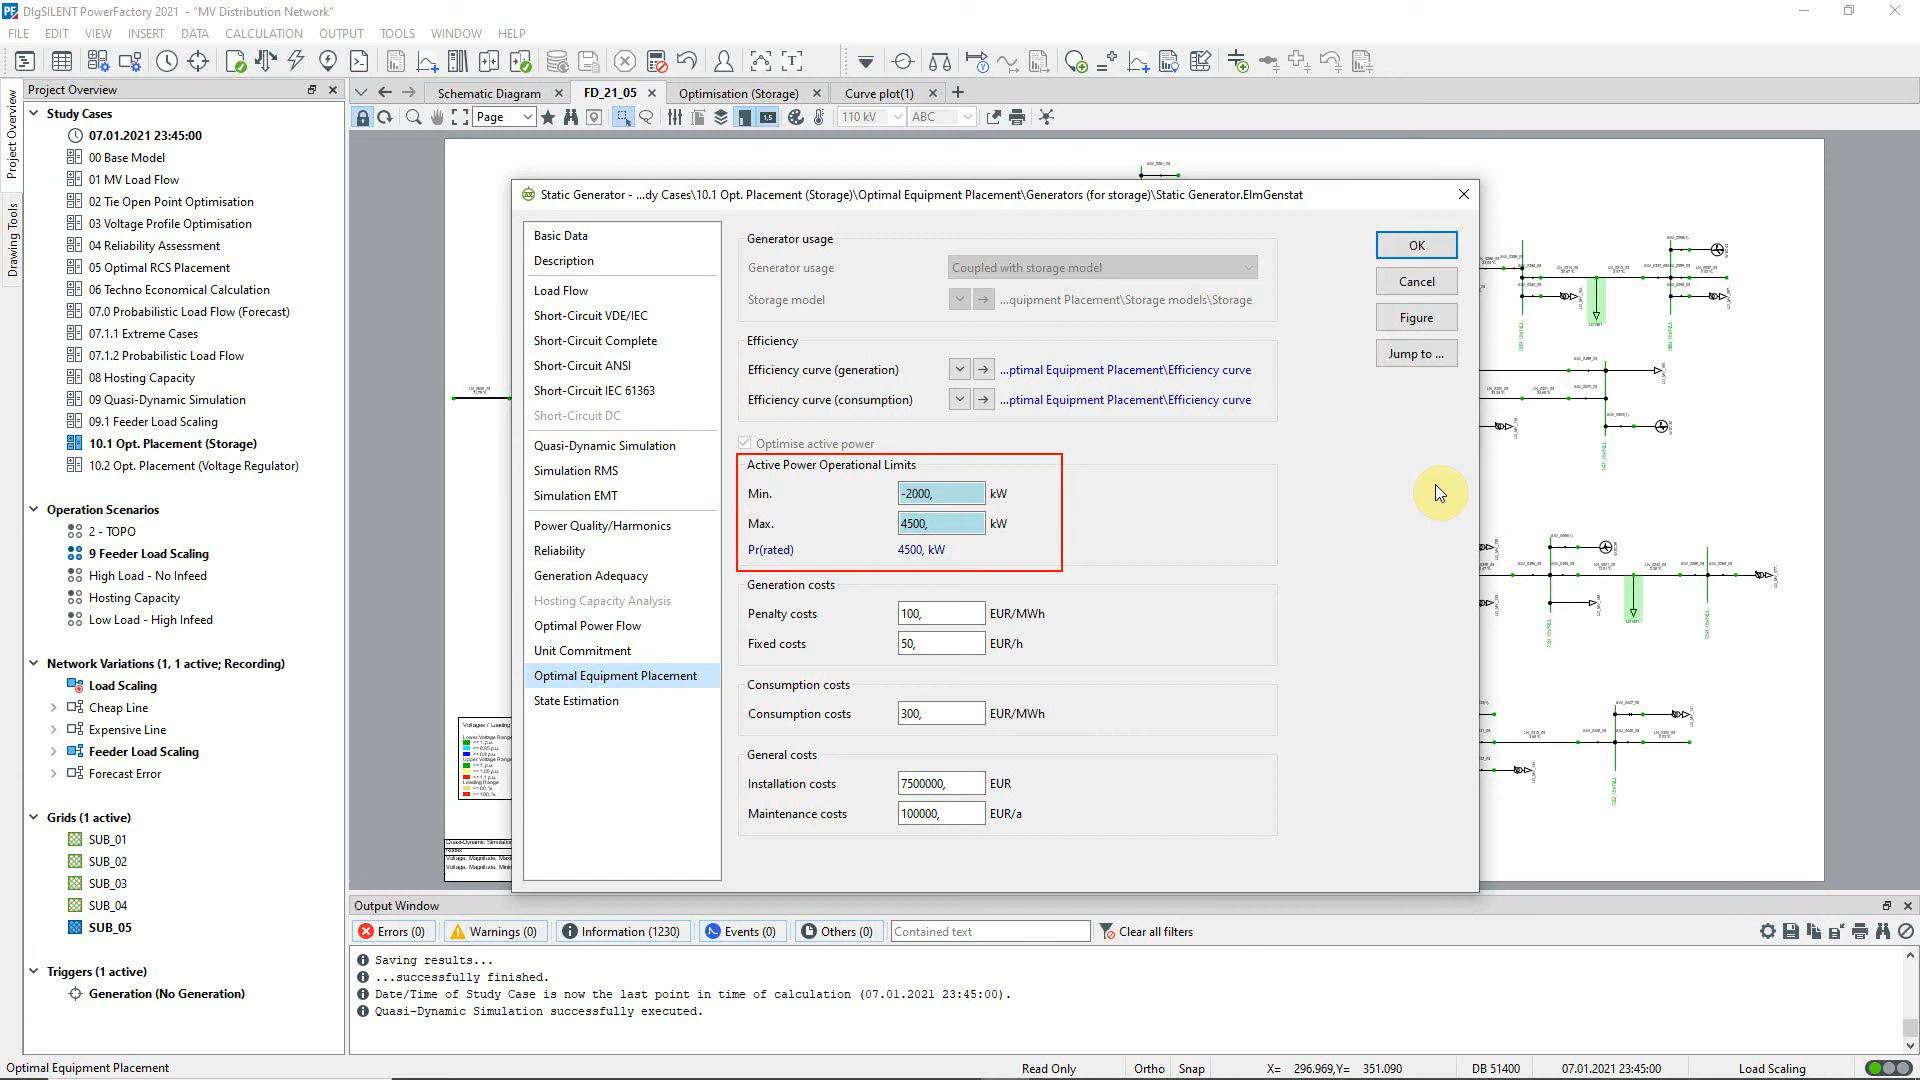 DIgSILENT PowerFactory 2021 - "MV Distribution Network"
FILE EDIT VIEW INSERT DATA CALCULATION OUTPUT TOOLS WINDOW HELP
Project Overview
Drawing Tools
Project Overview
Study Cases
07.01.2021 23:45:00
00 Base Model
01 MV Load Flow
02 Tie Open Point Optimisation
03 Voltage Profile Optimisation
04 Reliability Assessment
05 Optimal RCS Placement
06 Techno Economical Calculation
07.0 Probabilistic Load Flow (Forecast)
07.1.1 Extreme Cases
07.1.2 Probabilistic Load Flow
08 Hosting Capacity
09 Quasi-Dynamic Simulation
09.1 Feeder Load Scaling
10.1 Opt. Placement (Storage)
10.2 Opt. Placement (Voltage Regulator)
Operation Scenarios
2 - TOPO
9 Feeder Load Scaling
High Load - No Infeed
Hosting Capacity
Low Load - High Infeed
Network Variations (1, 1 active; Recording)
Load Scaling
Cheap Line
Expensive Line
Feeder Load Scaling
Forecast Error
Grids (1 active)
SUB_01
SUB_02
SUB_03
SUB_04
SUB_05
Triggers (1 active)
Generation (No Generation)
Schematic Diagram FD_21_05 Optimisation (Storage) Curve plot(1)
Page 110 kV ABC
Static Generator - ...dy Cases\10.1 Opt. Placement (Storage)\Optimal Equipment Placement\Generators (for storage)\Static Generator.ElmGenstat
Basic Data
Description
Load Flow
Short-Circuit VDE/IEC
Short-Circuit Complete
Short-Circuit ANSI
Short-Circuit IEC 61363
Short-Circuit DC
Quasi-Dynamic Simulation
Simulation RMS
Simulation EMT
Power Quality/Harmonics
Reliability
Generation Adequacy
Hosting Capacity Analysis
Optimal Power Flow
Unit Commitment
Optimal Equipment Placement
State Estimation
Generator usage
Generator usage Coupled with storage model
Storage model ...quipment Placement\Storage models\Storage
Efficiency
Efficiency curve (generation) ...ptimal Equipment Placement\Efficiency curve
Efficiency curve (consumption) ...ptimal Equipment Placement\Efficiency curve
Optimise active power
Active Power Operational Limits
Min. -2000, kW
Max. 4500, kW
Pr(rated) 4500, kW
Generation costs
Penalty costs 100, EUR/MWh
Fixed costs 50, EUR/h
Consumption costs
Consumption costs 300, EUR/MWh
General costs
Installation costs 7500000, EUR
Maintenance costs 100000, EUR/a
OK
Cancel
Figure
Jump to ...
Output Window
Errors (0) Warnings (0) Information (1230) Events (0) Others (0) Contained text Clear all filters
Saving results...
...successfully finished.
Date/Time of Study Case is now the last point in time of calculation (07.01.2021 23:45:00).
Quasi-Dynamic Simulation successfully executed.
Optimal Equipment Placement Read Only Ortho Snap X= 296.969,Y= 351.090 DB 51400 07.01.2021 23:45:00 Load Scaling